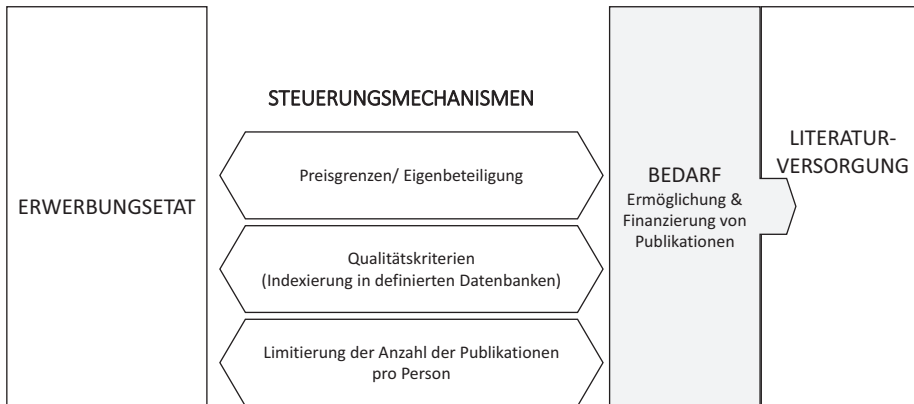 ERWERBUNGSETAT
STEUERUNGSMECHANISMEN
Preisgrenzen/ Eigenbeteiligung
Qualitätskriterien
(Indexierung in definierten Datenbanken)
Limitierung der Anzahl der Publikationen
pro Person
BEDARF
Ermöglichung &
Finanzierung von
Publikationen
LITERATUR-
VERSORGUNG